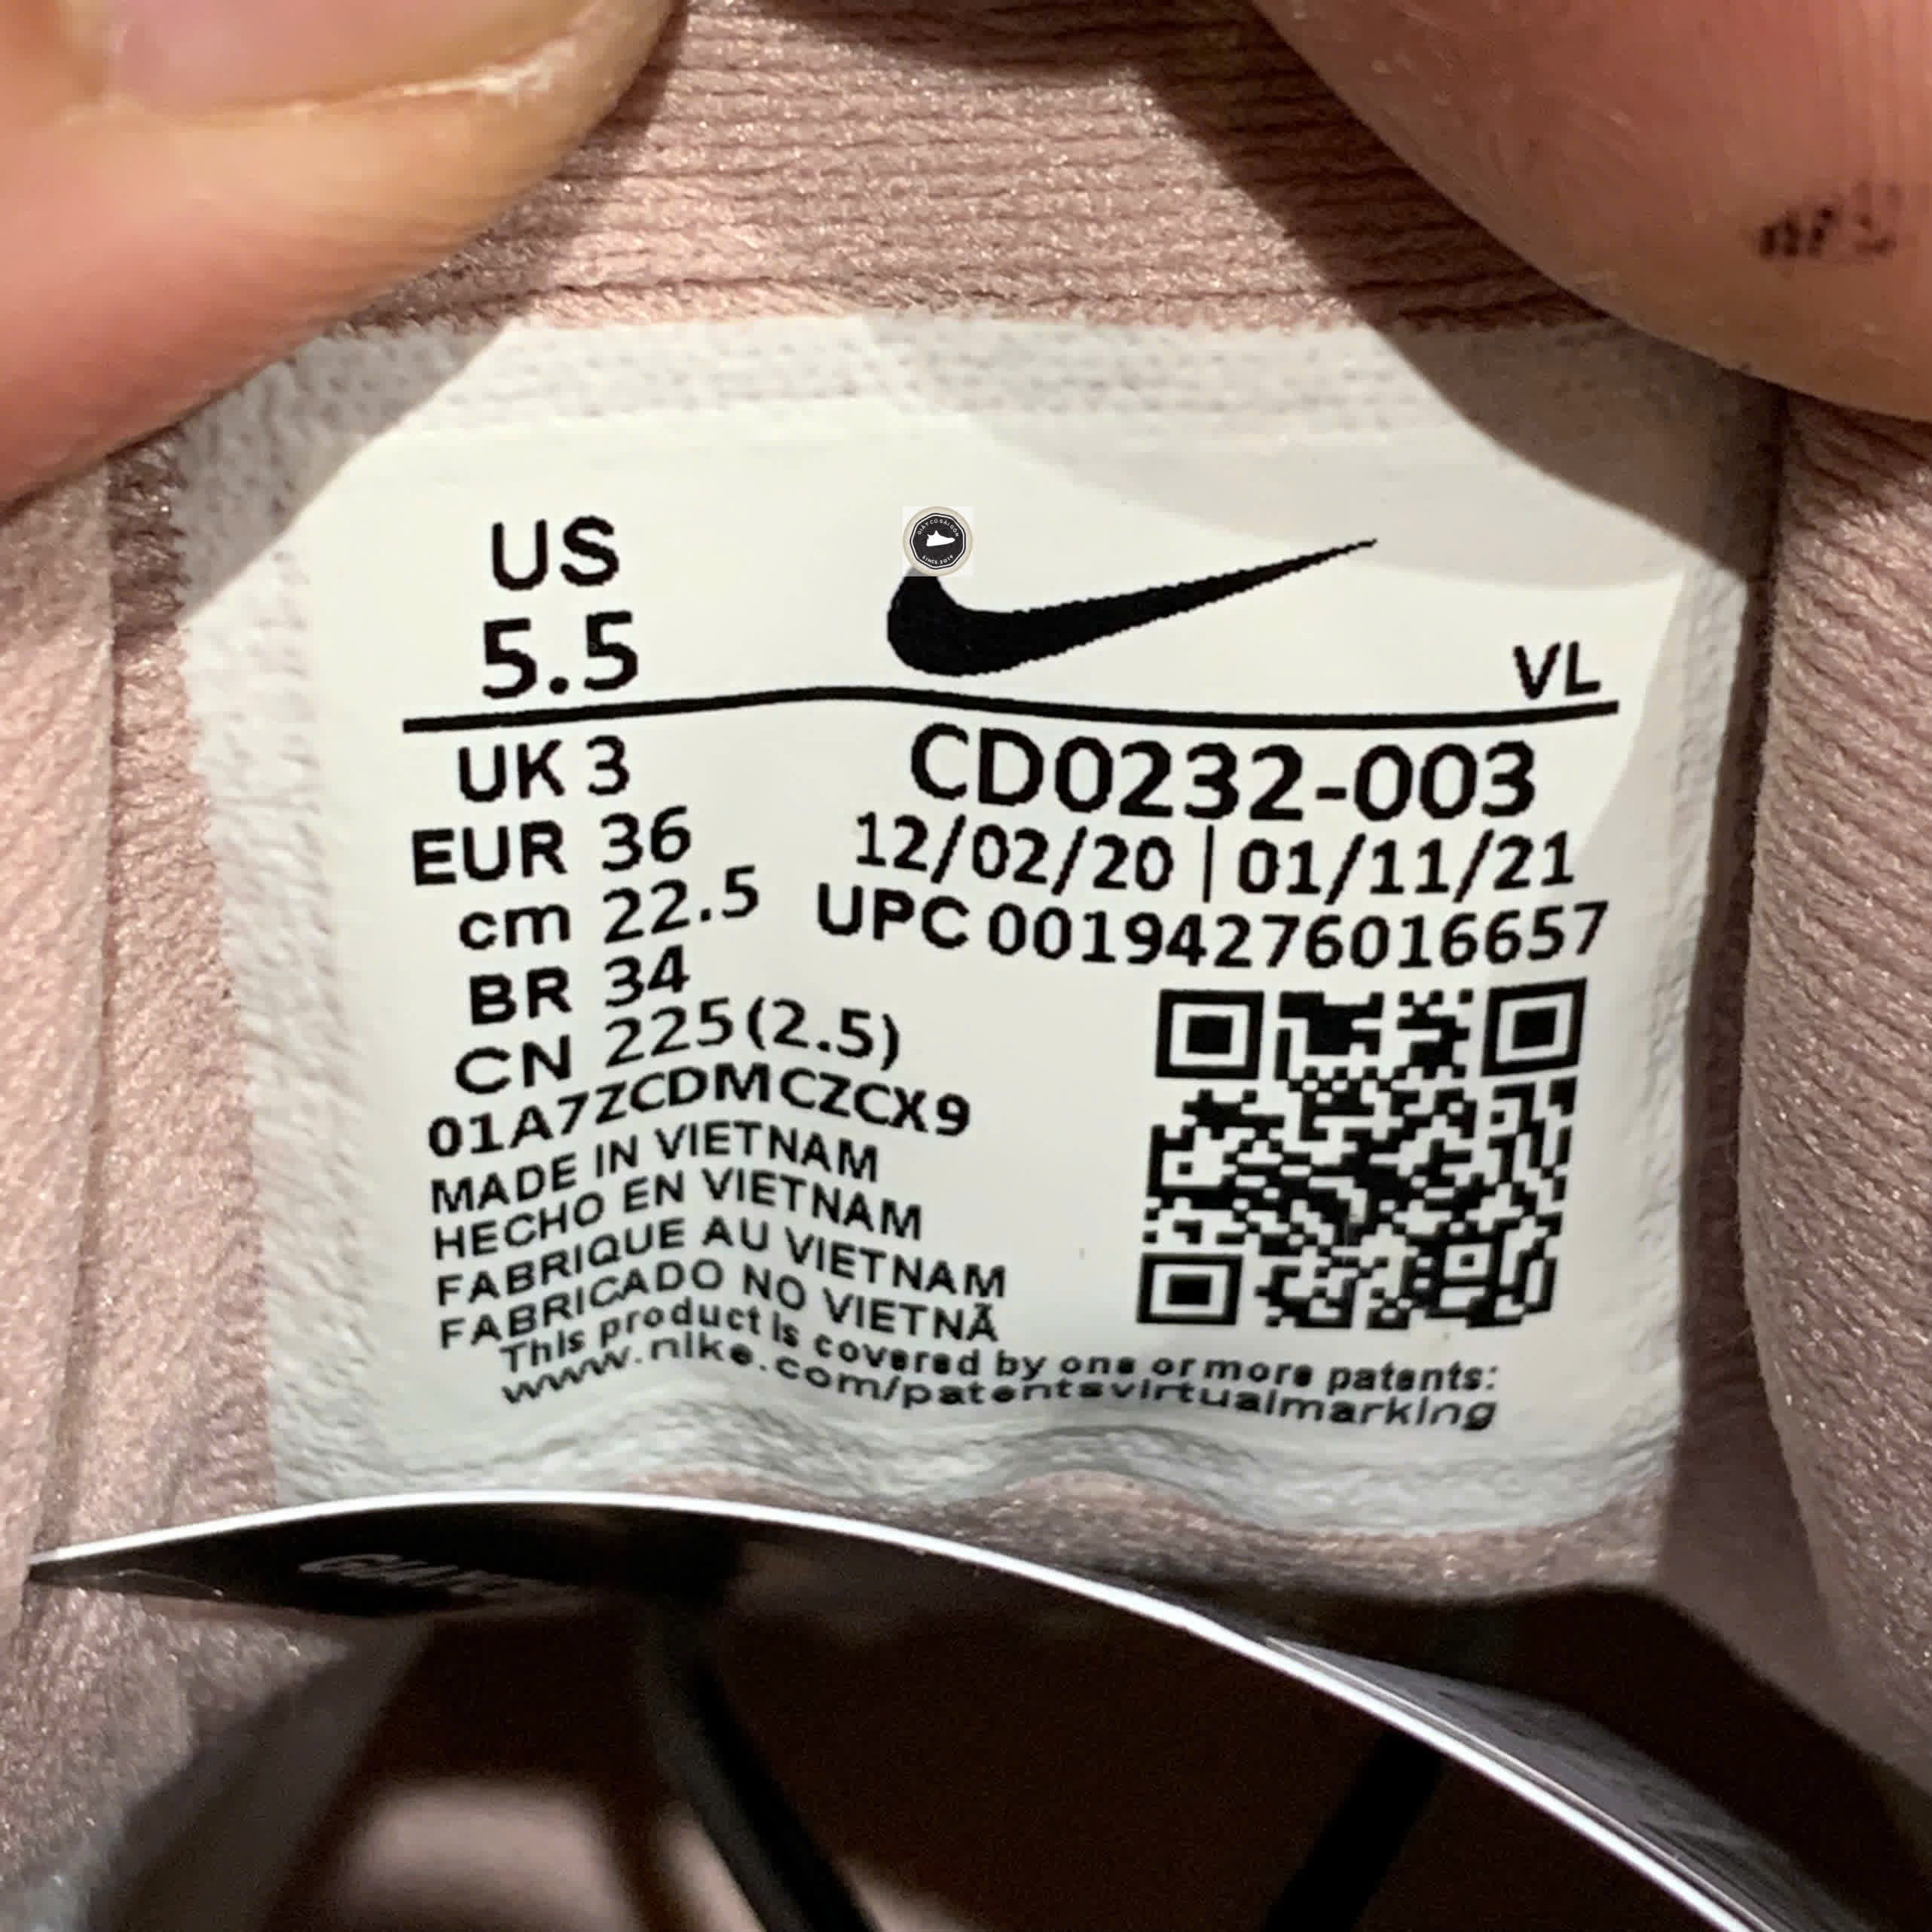 US
5.5
VL
UK 3
EUR 36
cm 22.5
BR 34
CN 225(2.5)
CD0232-003
12/02/20 | 01/11/21
UPC 00194276016657
01A7ZCDMCZCX9
MADE IN VIETNAM
HECHO EN VIETNAM
FABRIQUE AU VIETNAM
FABRICADO NO VIETNÃ
This product is covered by one or more patents:
www.nike.com/patentsvirtualmarking